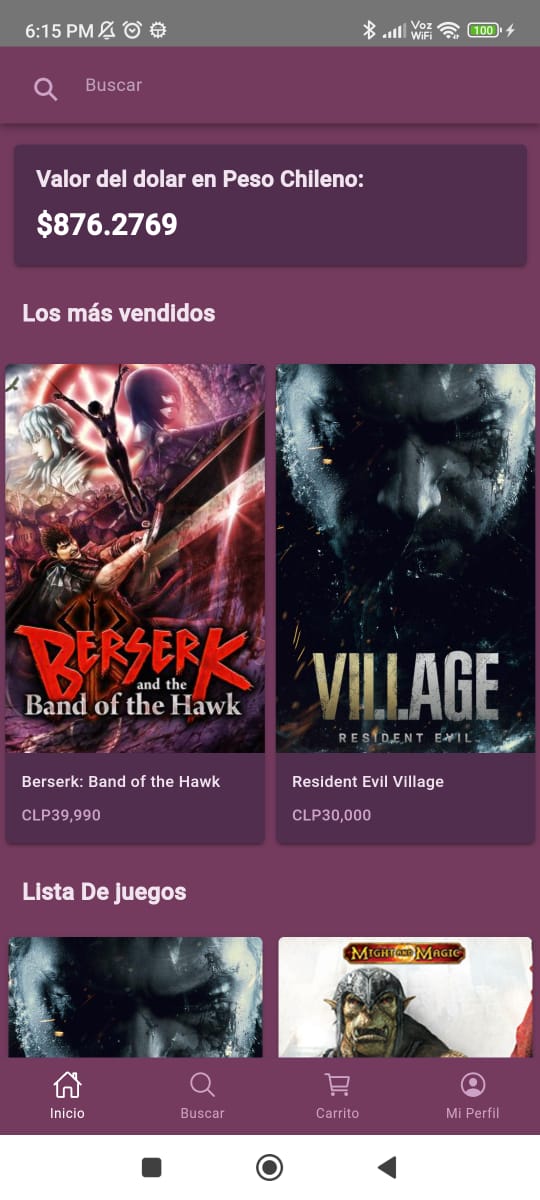 6:15 PM
Voz
WiFi
100
Buscar
Valor del dolar en Peso Chileno:
$876.2769
Los más vendidos
BERSERK
and the
Band of the Hawk
VILLAGE
RESIDENT EVIL
Berserk: Band of the Hawk
CLP39,990
Resident Evil Village
CLP30,000
Lista De juegos
MIGHT AND MAGIC
Inicio
Buscar
Carrito
Mi Perfil